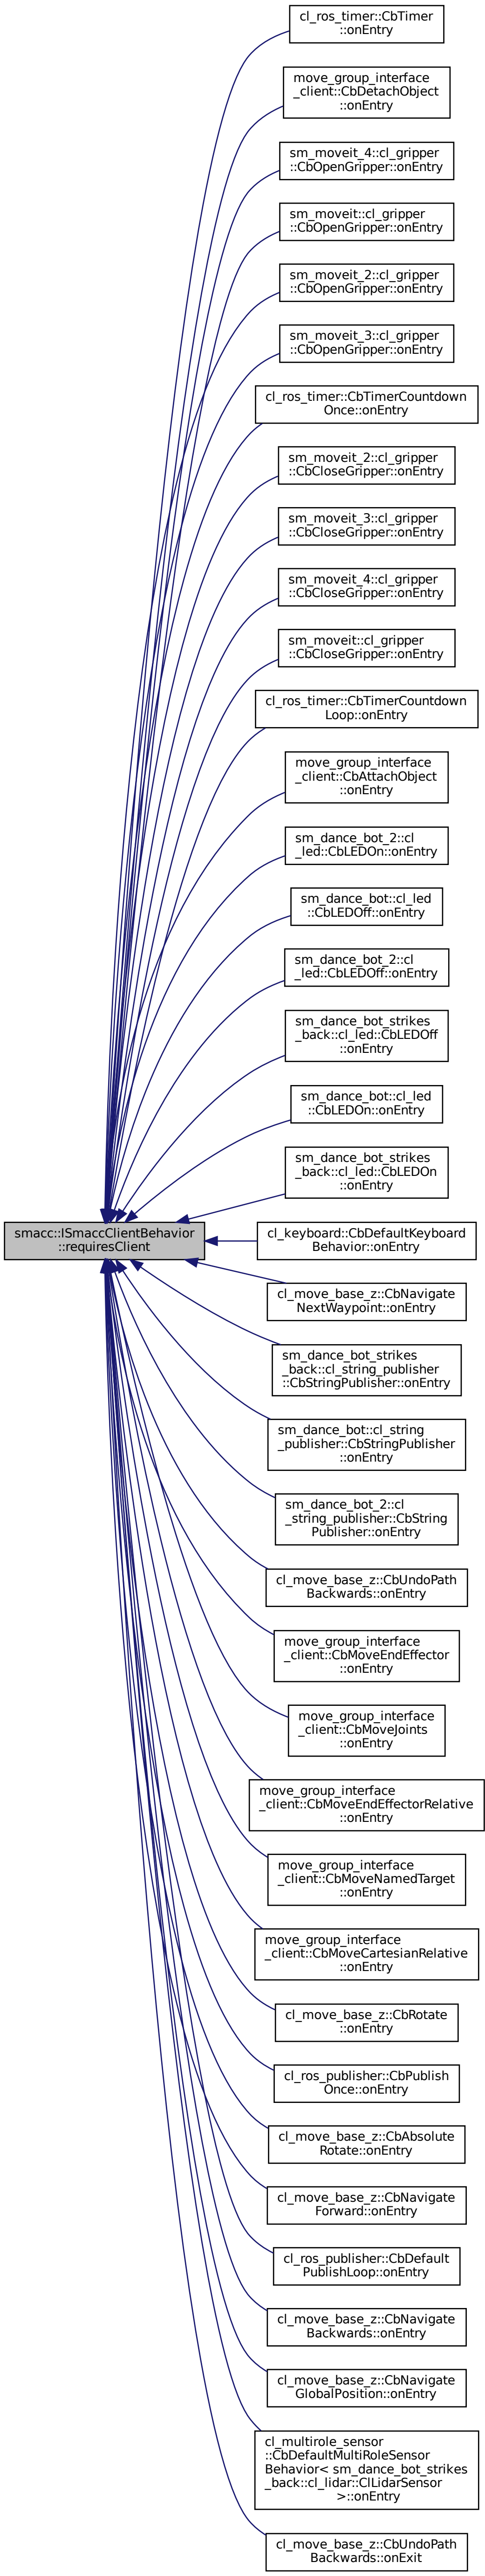 cl_ros_timer::CbTimer
::onEntry
move_group_interface
_client::CbDetachObject
::onEntry
sm_moveit_4::cl_gripper
::CbOpenGripper::onEntry
sm_moveit::cl_gripper
::CbOpenGripper::onEntry
sm_moveit_2::cl_gripper
::CbOpenGripper::onEntry
sm_moveit_3::cl_gripper
::CbOpenGripper::onEntry
cl_ros_timer::CbTimerCountdown
Once::onEntry
sm_moveit_2::cl_gripper
::CbCloseGripper::onEntry
sm_moveit_3::cl_gripper
::CbCloseGripper::onEntry
sm_moveit_4::cl_gripper
::CbCloseGripper::onEntry
sm_moveit::cl_gripper
::CbCloseGripper::onEntry
cl_ros_timer::CbTimerCountdown
Loop::onEntry
move_group_interface
_client::CbAttachObject
::onEntry
sm_dance_bot_2::cl
_led::CbLEDOn::onEntry
sm_dance_bot::cl_led
::CbLEDOff::onEntry
sm_dance_bot_2::cl
_led::CbLEDOff::onEntry
sm_dance_bot_strikes
_back::cl_led::CbLEDOff
::onEntry
sm_dance_bot::cl_led
::CbLEDOn::onEntry
sm_dance_bot_strikes
_back::cl_led::CbLEDOn
::onEntry
smacc::ISmaccClientBehavior
::requiresClient
cl_keyboard::CbDefaultKeyboard
Behavior::onEntry
cl_move_base_z::CbNavigate
NextWaypoint::onEntry
sm_dance_bot_strikes
_back::cl_string_publisher
::CbStringPublisher::onEntry
sm_dance_bot::cl_string
_publisher::CbStringPublisher
::onEntry
sm_dance_bot_2::cl
_string_publisher::CbString
Publisher::onEntry
cl_move_base_z::CbUndoPath
Backwards::onEntry
move_group_interface
_client::CbMoveEndEffector
::onEntry
move_group_interface
_client::CbMoveJoints
::onEntry
move_group_interface
_client::CbMoveEndEffectorRelative
::onEntry
move_group_interface
_client::CbMoveNamedTarget
::onEntry
move_group_interface
_client::CbMoveCartesianRelative
::onEntry
cl_move_base_z::CbRotate
::onEntry
cl_ros_publisher::CbPublish
Once::onEntry
cl_move_base_z::CbAbsolute
Rotate::onEntry
cl_move_base_z::CbNavigate
Forward::onEntry
cl_ros_publisher::CbDefault
PublishLoop::onEntry
cl_move_base_z::CbNavigate
Backwards::onEntry
cl_move_base_z::CbNavigate
GlobalPosition::onEntry
cl_multirole_sensor
::CbDefaultMultiRoleSensor
Behavior< sm_dance_bot_strikes
_back::cl_lidar::ClLidarSensor
>::onEntry
cl_move_base_z::CbUndoPath
Backwards::onExit